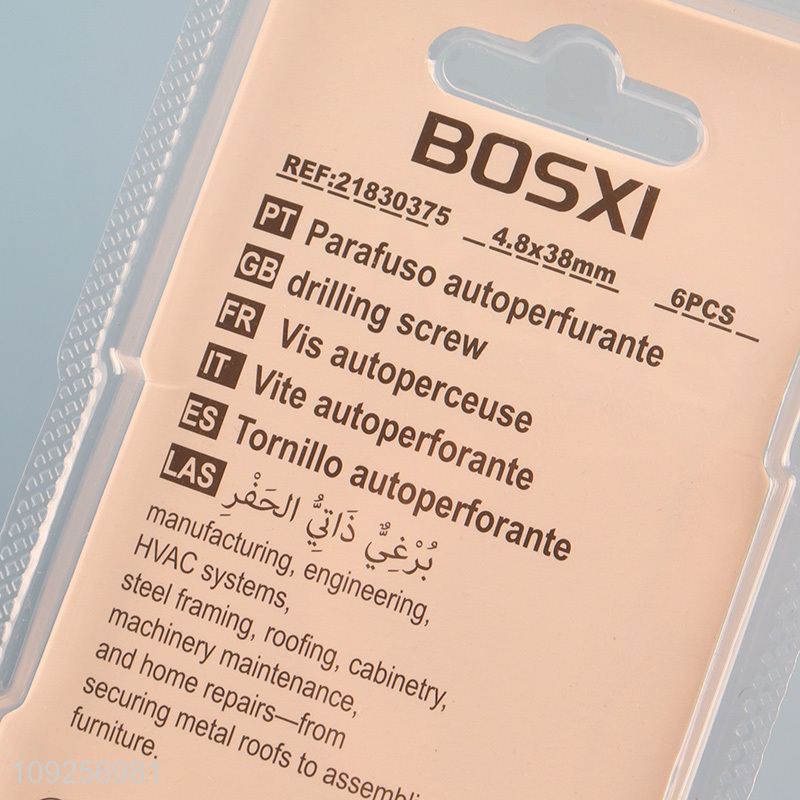 BOSXI
REF:21830375 4.8x38mm 6PCS
PT Parafuso autoperfurante
GB drilling screw
FR Vis autoperceuse
IT Vite autoperforante
ES Tornillo autoperforante
LAS بُرْغِيٌّ ذَاتِيُّ الحَفْرِ
manufacturing, engineering,
HVAC systems,
steel framing, roofing, cabinetry,
machinery maintenance,
and home repairs—from
securing metal roofs to assembli
furniture.
109256981